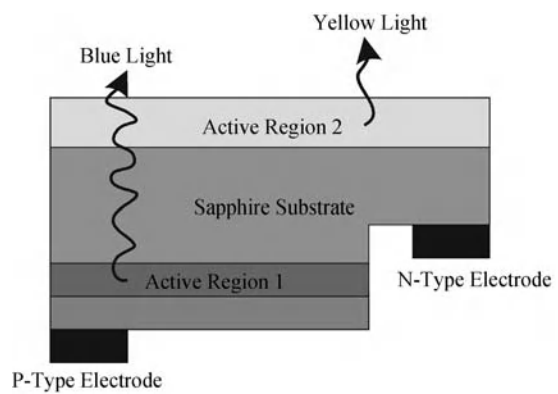 Yellow Light
Blue Light
Active Region 2
Sapphire Substrate
Active Region 1
N-Type Electrode
P-Type Electrode